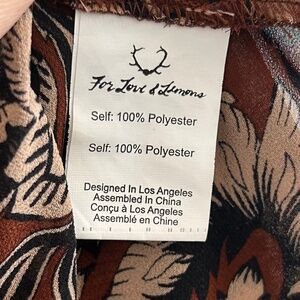 For Love & Lemons
Self: 100% Polyester
Self: 100% Polyester
Designed In Los Angeles
Assembled In China
Conçu à Los Angeles
Assemblé en Chine